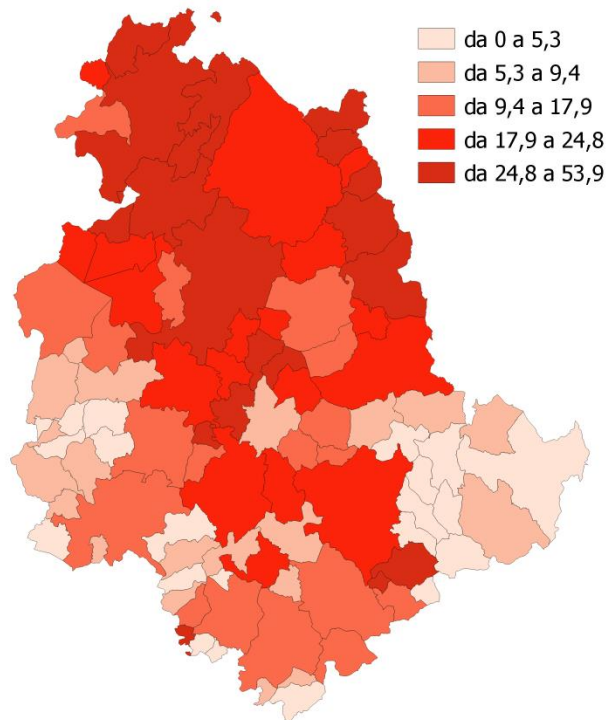 da 0 a 5,3
da 5,3 a 9,4
da 9,4 a 17,9
da 17,9 a 24,8
da 24,8 a 53,9